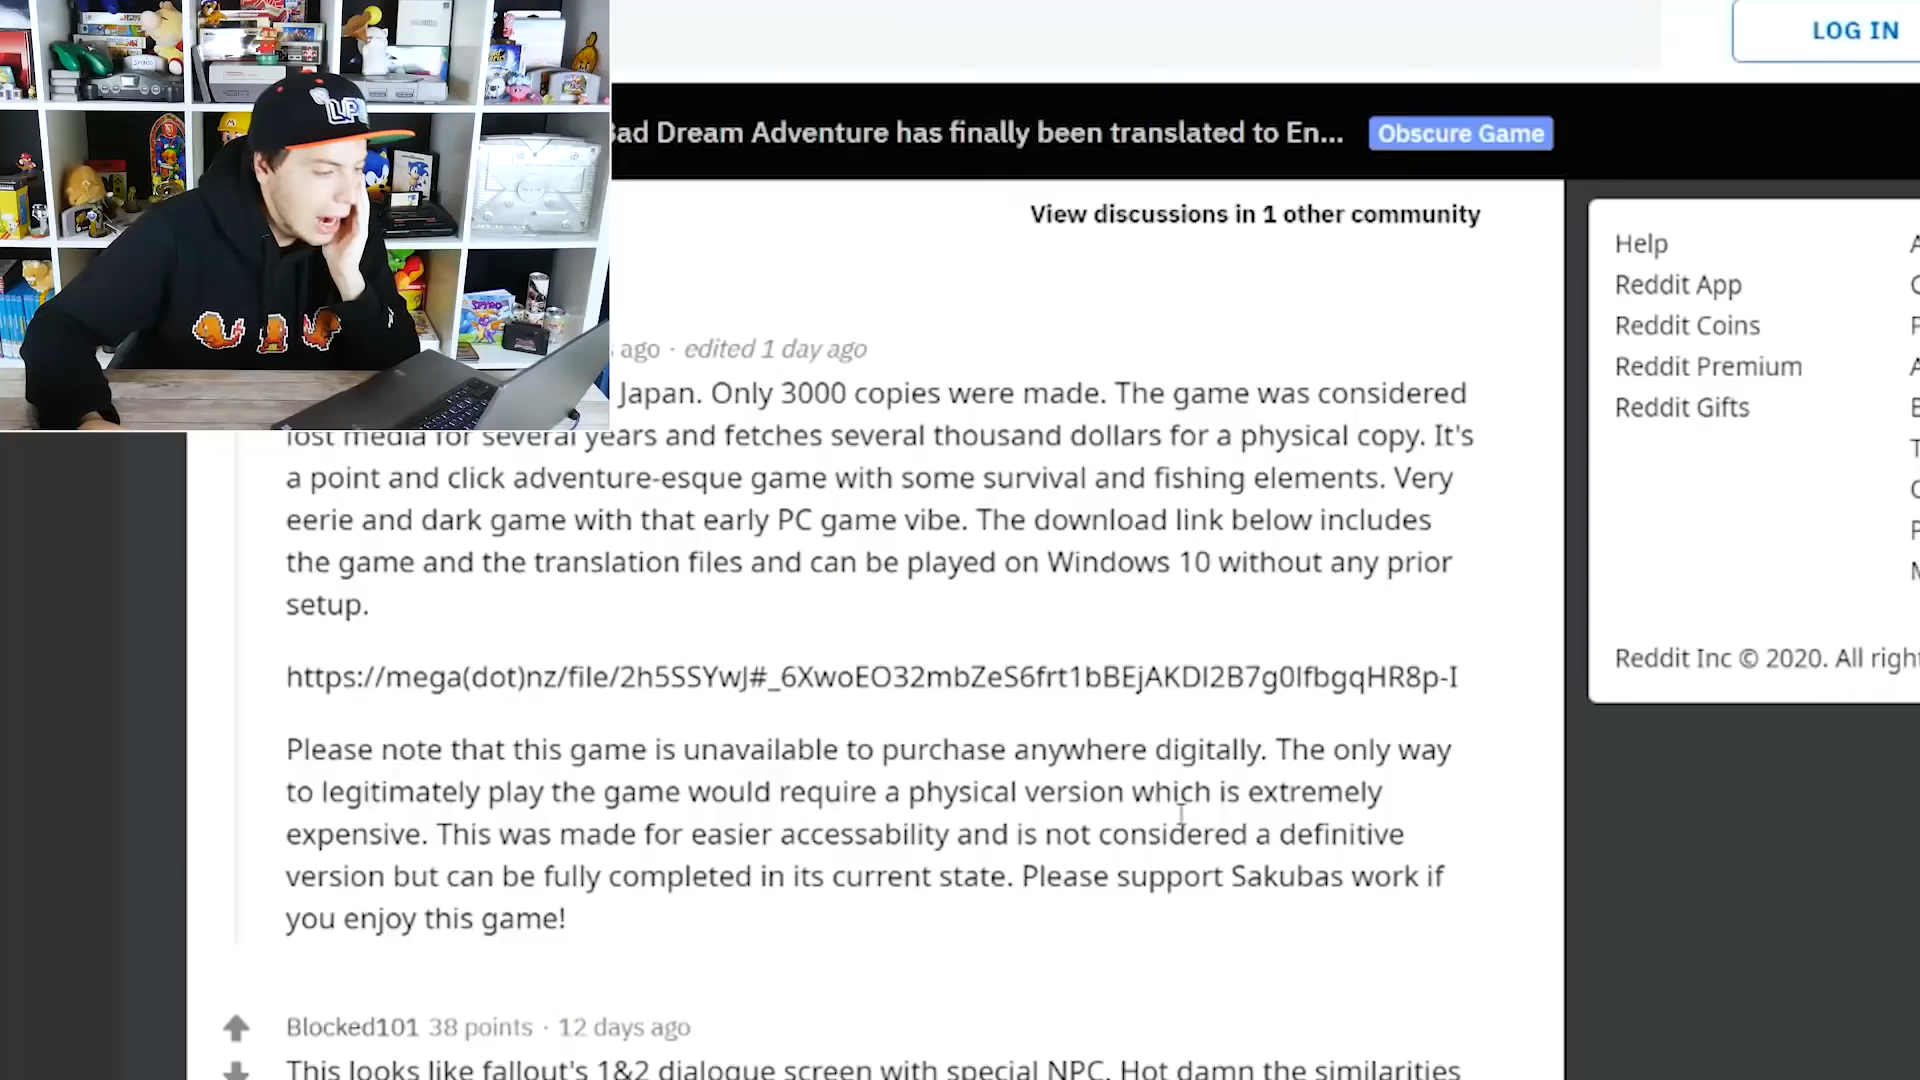 LOG IN
Bad Dream Adventure has finally been translated to En...
Obscure Game
View discussions in 1 other community
Help
Reddit App
Reddit Coins
Reddit Premium
Reddit Gifts
ago · edited 1 day ago
Japan. Only 3000 copies were made. The game was considered
lost media for several years and fetches several thousand dollars for a physical copy. It's
a point and click adventure-esque game with some survival and fishing elements. Very
eerie and dark game with that early PC game vibe. The download link below includes
the game and the translation files and can be played on Windows 10 without any prior
setup.
https://mega(dot)nz/file/2h5SSYwJ#_6XwoEO32mbZeS6frt1bBEjAKDI2B7g0IfbgqHR8p-I
Reddit Inc © 2020. All righ
Please note that this game is unavailable to purchase anywhere digitally. The only way
to legitimately play the game would require a physical version which is extremely
expensive. This was made for easier accessability and is not considered a definitive
version but can be fully completed in its current state. Please support Sakubas work if
you enjoy this game!
Blocked101 38 points · 12 days ago
This looks like fallout's 1&2 dialogue screen with special NPC. Hot damn the similarities